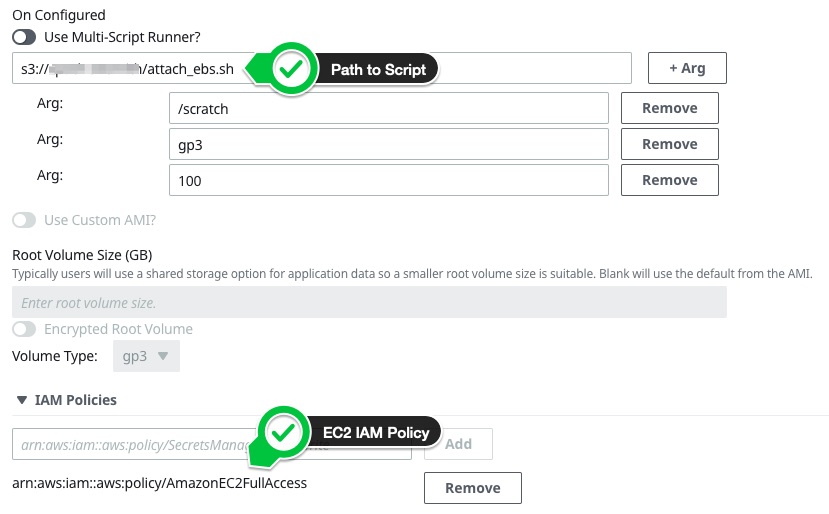 On Configured
Use Multi-Script Runner?
s3:// /attach_ebs.sh
Path to Script
+ Arg
Arg:
/scratch
Remove
Arg:
gp3
Remove
Arg:
100
Remove
Use Custom AMI?
Root Volume Size (GB)
Typically users will use a shared storage option for application data so a smaller root volume size is suitable. Blank will use the default from the AMI.
Enter root volume size.
Encrypted Root Volume
Volume Type:
gp3
IAM Policies
arn:aws:iam::aws:policy/SecretsManag
EC2 IAM Policy
Add
arn:aws:iam::aws:policy/AmazonEC2FullAccess
Remove